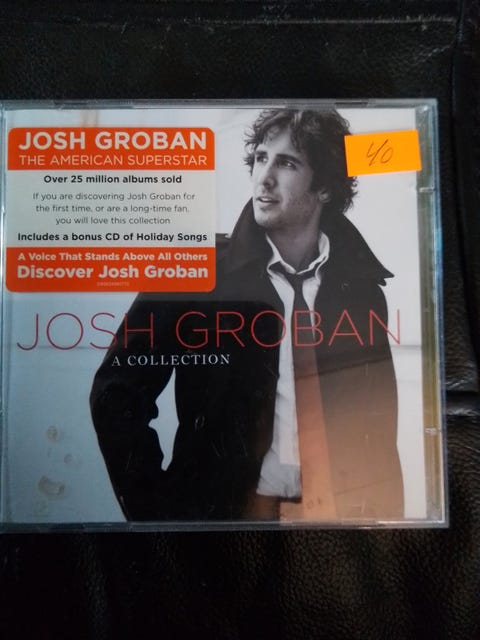 JOSH GROBAN
THE AMERICAN SUPERSTAR
Over 25 million albums sold
If you are discovering Josh Groban for
the first time, or are a long-time fan,
you will love this collection
Includes a bonus CD of Holiday Songs
A Voice That Stands Above All Others
Discover Josh Groban
40
JOSH GROBAN
A COLLECTION